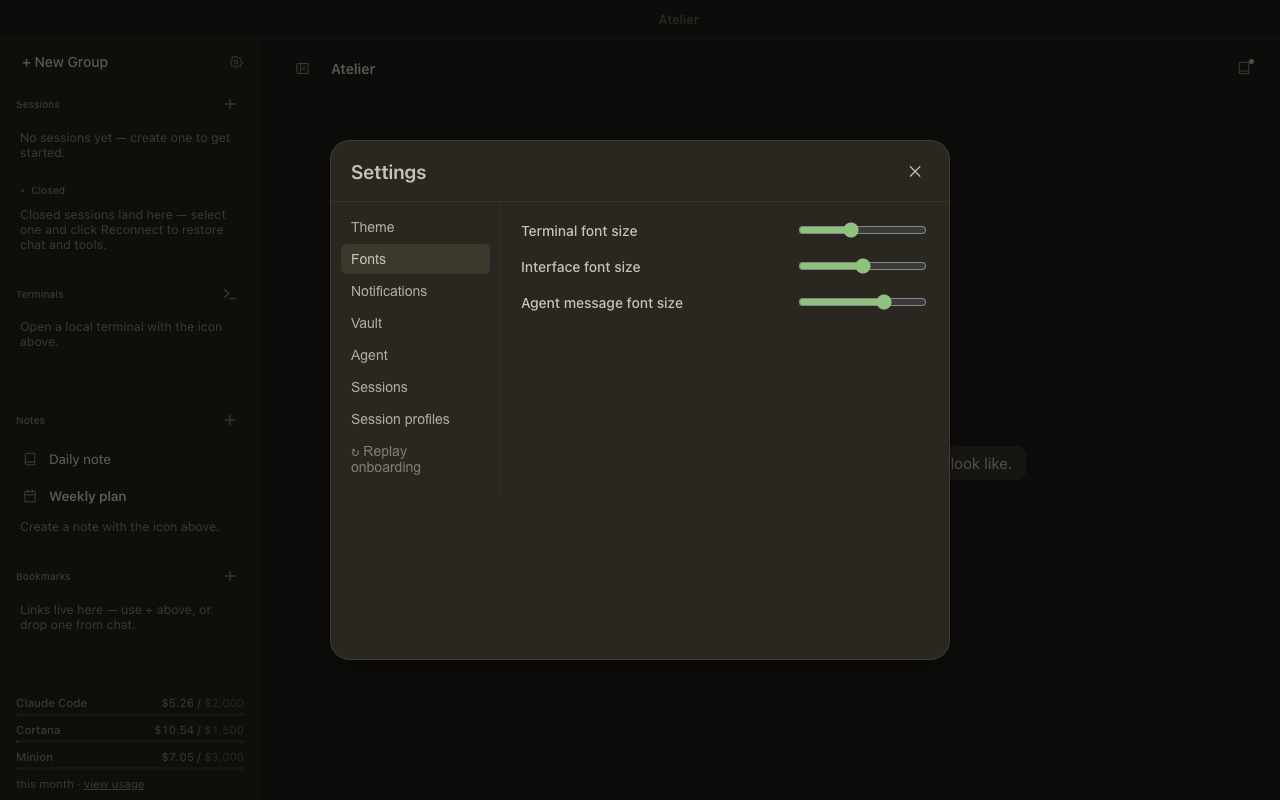 Atelier
+ New Group
Atelier
Sessions
No sessions yet — create one to get
started.
Closed
Closed sessions land here — select
one and click Reconnect to restore
chat and tools.
Terminals
Open a local terminal with the icon
above.
Notes
Daily note
Weekly plan
Create a note with the icon above.
Bookmarks
Links live here — use + above, or
drop one from chat.
Claude Code $5.26 / $2,000
Cortana $10.54 / $1,500
Minion $7.05 / $3,000
this month · view usage
Settings
Theme
Fonts
Notifications
Vault
Agent
Sessions
Session profiles
↻ Replay
onboarding
Terminal font size
Interface font size
Agent message font size
look like.